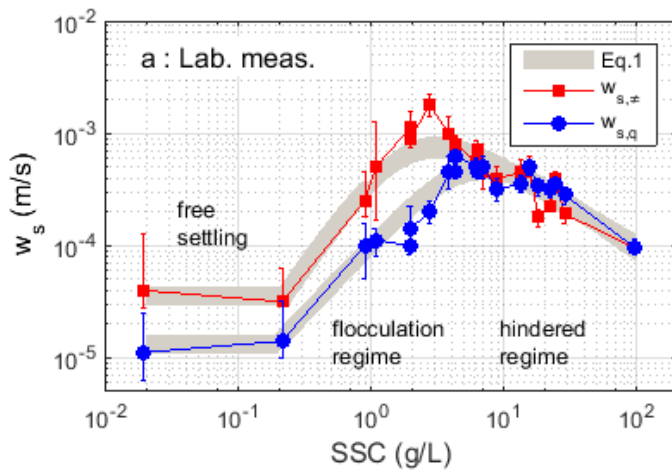 10^-2
a : Lab. meas.
Eq.1
w_s,≠
w_s,q
10^-3
w_s (m/s)
free
settling
10^-4
flocculation
regime
hindered
regime
10^-5
10^-2
10^-1
10^0
10^1
10^2
SSC (g/L)